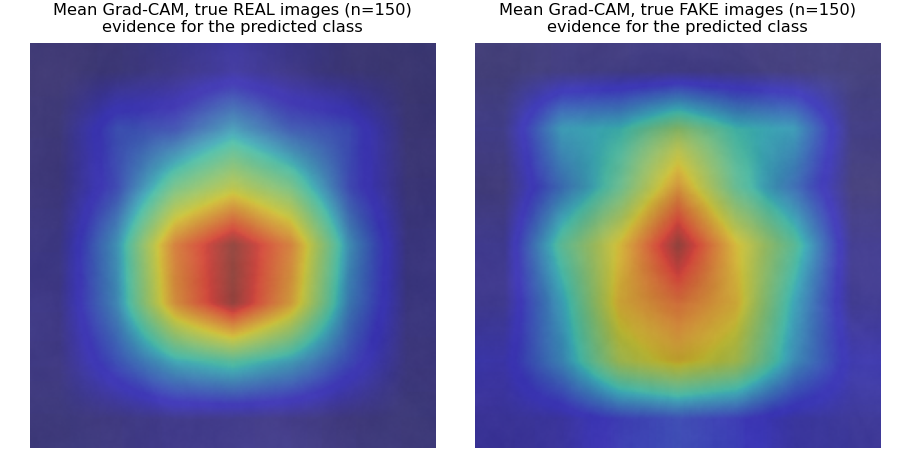 Mean Grad-CAM, true REAL images (n=150)
evidence for the predicted class
Mean Grad-CAM, true FAKE images (n=150)
evidence for the predicted class